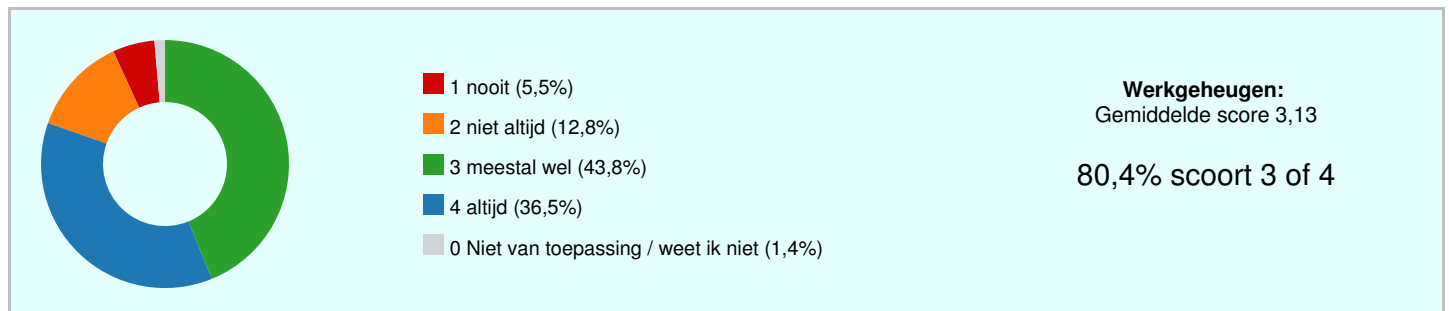 1 nooit (5,5%)
2 niet altijd (12,8%)
3 meestal wel (43,8%)
4 altijd (36,5%)
0 Niet van toepassing / weet ik niet (1,4%)
Werkgeheugen:
Gemiddelde score 3,13
80,4% scoort 3 of 4